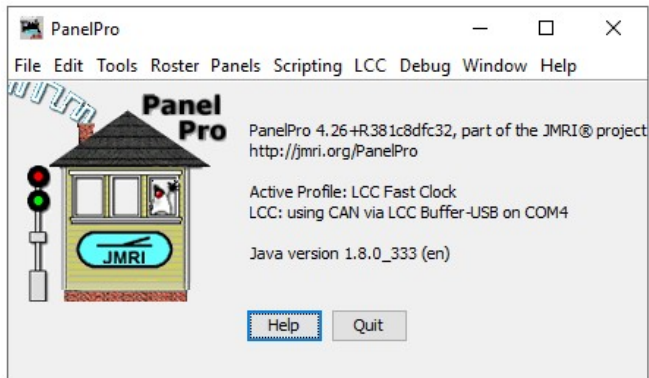 PanelPro
File Edit Tools Roster Panels Scripting LCC Debug Window Help
Panel
Pro
JMRI
PanelPro 4.26+R381c8dfc32, part of the JMRI® project
http://jmri.org/PanelPro
Active Profile: LCC Fast Clock
LCC: using CAN via LCC Buffer-USB on COM4
Java version 1.8.0_333 (en)
Help Quit